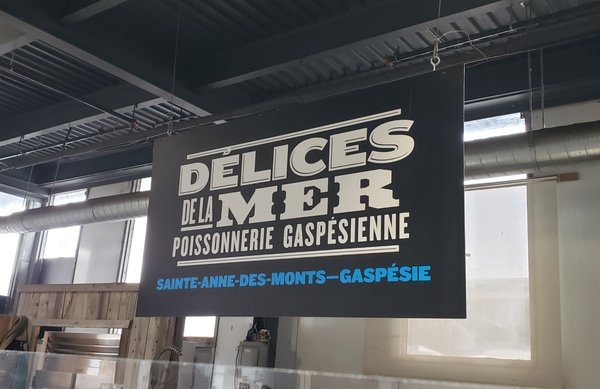 DÉLICES
DE LA MER
POISSONNERIE GASPÉSIENNE
SAINTE-ANNE-DES-MONTS—GASPÉSIE